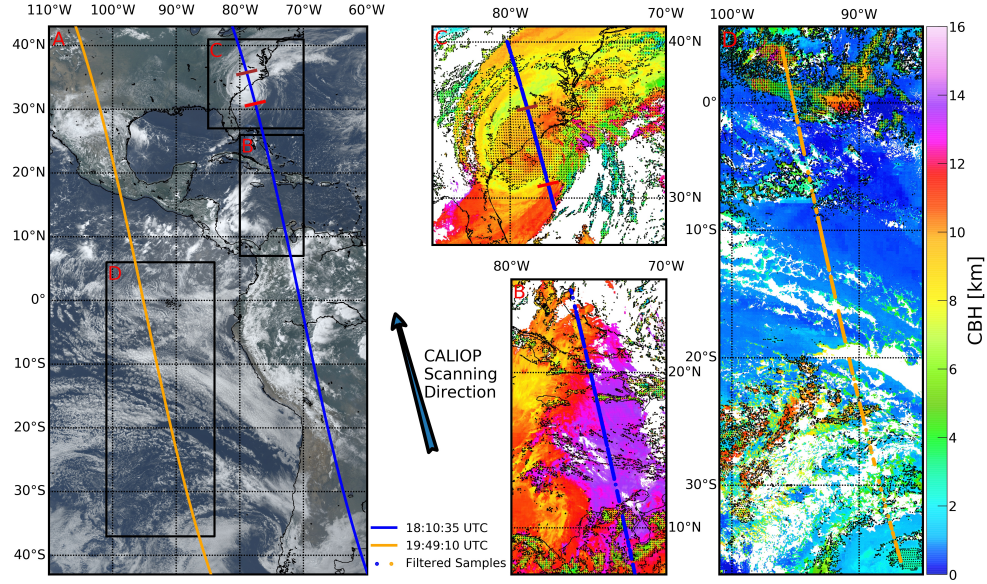 110°W 100°W 90°W 80°W 70°W 60°W
40°N
30°N
20°N
10°N
0°
10°S
20°S
30°S
40°S
A
C
B
D
80°W 70°W
C
40°N
30°N
80°W 70°W
B
20°N
10°N
CALIOP
Scanning
Direction
18:10:35 UTC
19:49:10 UTC
Filtered Samples
100°W 90°W
D
0°
10°S
20°S
30°S
16
14
12
10
8
6
4
2
0
CBH [km]